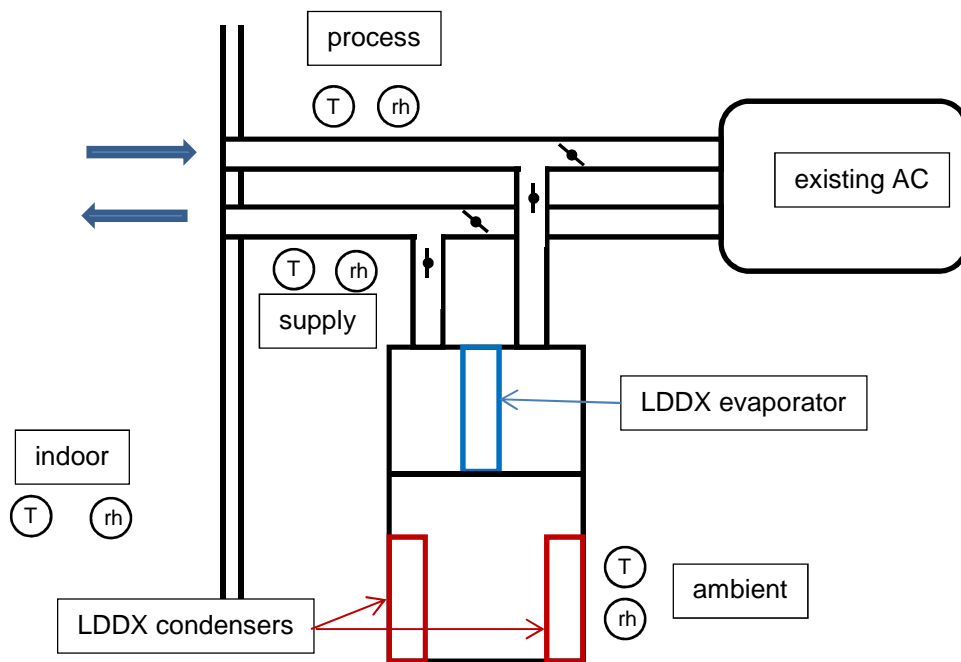 process
T rh
existing AC
T rh
supply
LDDX evaporator
indoor
T rh
T
ambient
rh
LDDX condensers